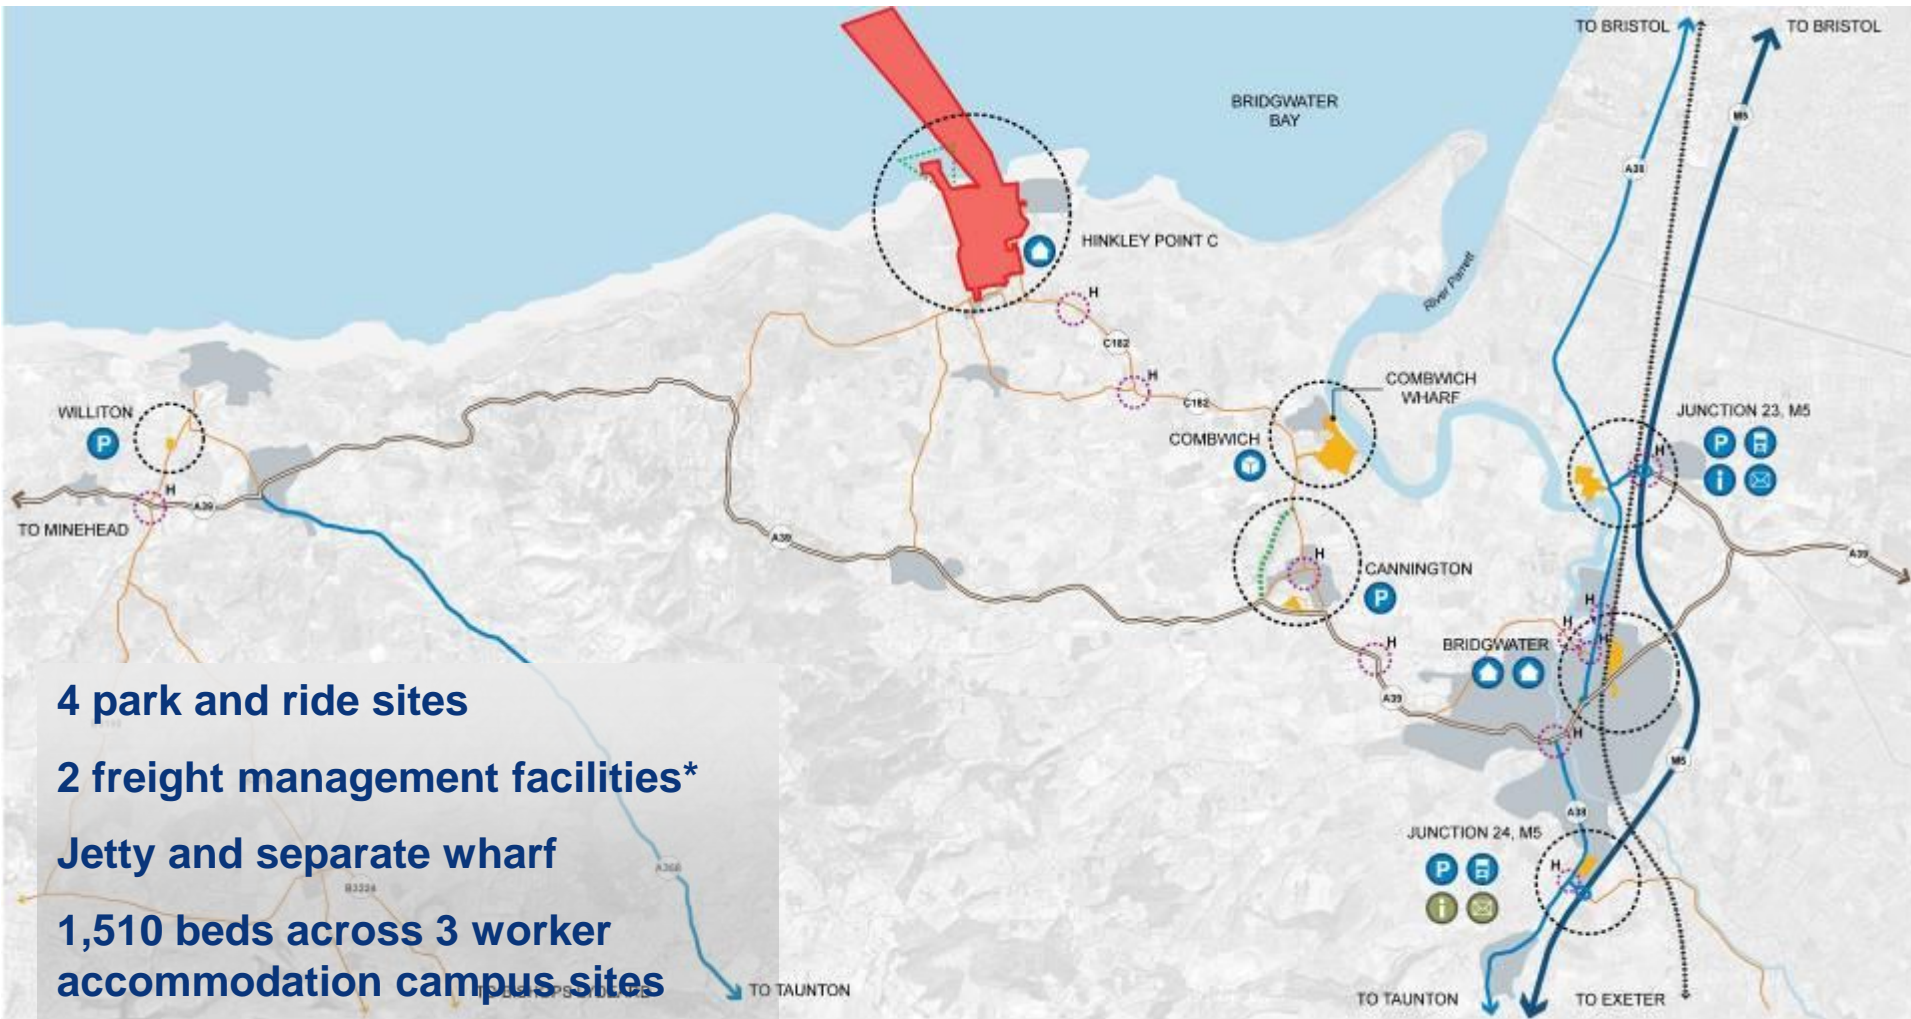 TO BRISTOL
TO BRISTOL
BRIDGWATER
BAY
M5
A38
HINKLEY POINT C
River Parrett
H
C182
H
C182
COMBWICH
WHARF
COMBWICH
WILLITON
P
H
A39
TO MINEHEAD
A39
JUNCTION 23, M5
P
i
H
A39
H
CANNINGTON
P
H
H
H
H
BRIDGWATER
A39
H
M5
A38
JUNCTION 24, M5
P
i
H
4 park and ride sites
2 freight management facilities*
Jetty and separate wharf
B3224
1,510 beds across 3 worker
accommodation campus sites
TO TAUNTON
TO TAUNTON
TO EXETER